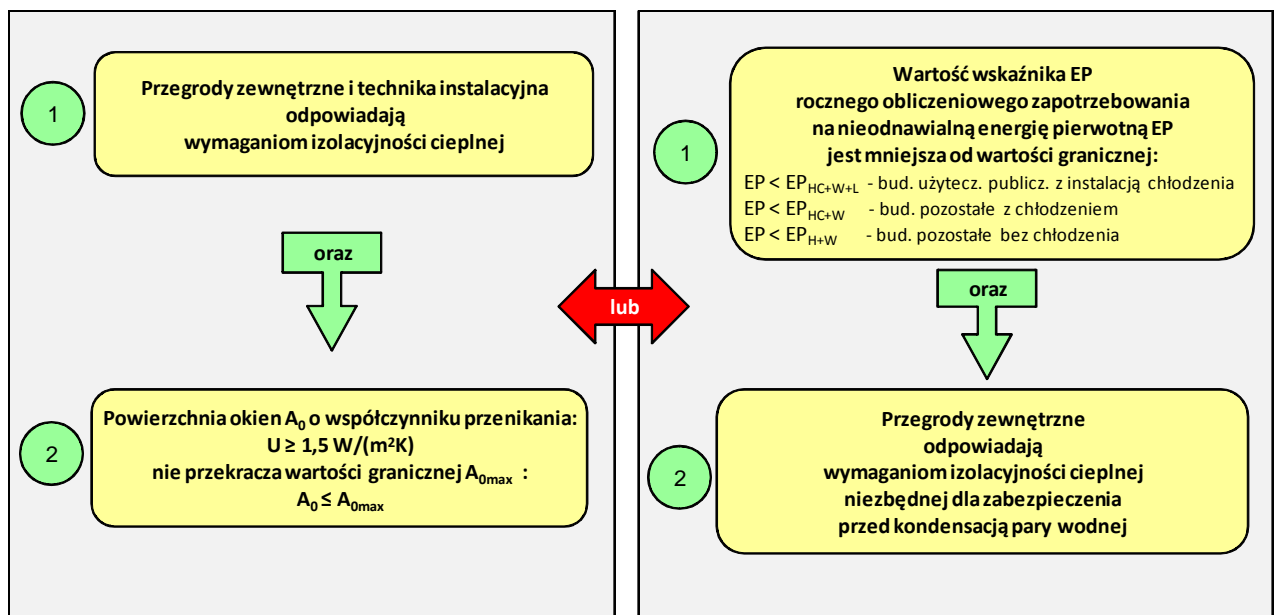 1
Przegrody zewnętrzne i technika instalacyjna
odpowiadają
wymaganiom izolacyjności cieplnej
oraz
2
Powierzchnia okien A₀ o współczynniku przenikania:
U ≥ 1,5 W/(m²K)
nie przekracza wartości granicznej A₀ₘₐₓ :
A₀ ≤ A₀ₘₐₓ
lub
1
Wartość wskaźnika EP
rocznego obliczeniowego zapotrzebowania
na nieodnawialną energię pierwotną EP
jest mniejsza od wartości granicznej:
EP < EP_HC+W+L - bud. użytecz. publicz. z instalacją chłodzenia
EP < EP_HC+W - bud. pozostałe z chłodzeniem
EP < EP_H+W - bud. pozostałe bez chłodzenia
oraz
2
Przegrody zewnętrzne
odpowiadają
wymaganiom izolacyjności cieplnej
niezbędnej dla zabezpieczenia
przed kondensacją pary wodnej